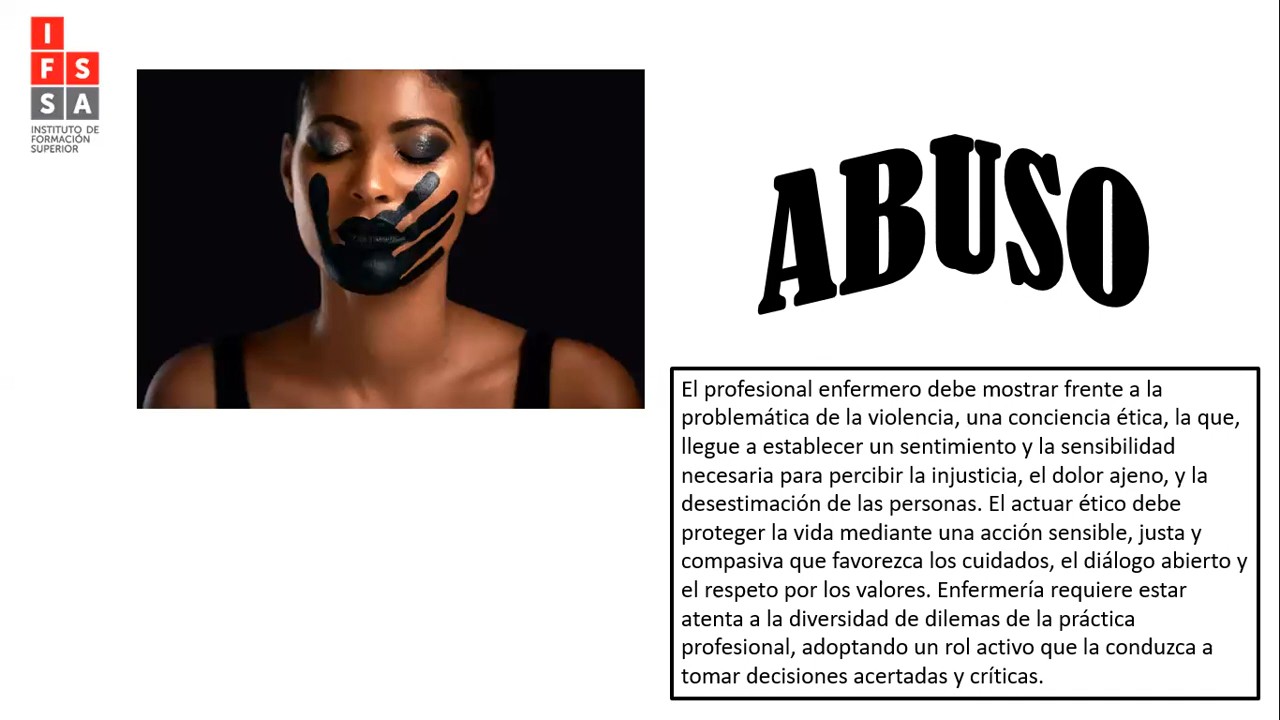 I
F S
S A
INSTITUTO DE
FORMACIÓN
SUPERIOR
ABUSO
El profesional enfermero debe mostrar frente a la
problemática de la violencia, una conciencia ética, la que,
llegue a establecer un sentimiento y la sensibilidad
necesaria para percibir la injusticia, el dolor ajeno, y la
desestimación de las personas. El actuar ético debe
proteger la vida mediante una acción sensible, justa y
compasiva que favorezca los cuidados, el diálogo abierto y
el respeto por los valores. Enfermería requiere estar
atenta a la diversidad de dilemas de la práctica
profesional, adoptando un rol activo que la conduzca a
tomar decisiones acertadas y críticas.